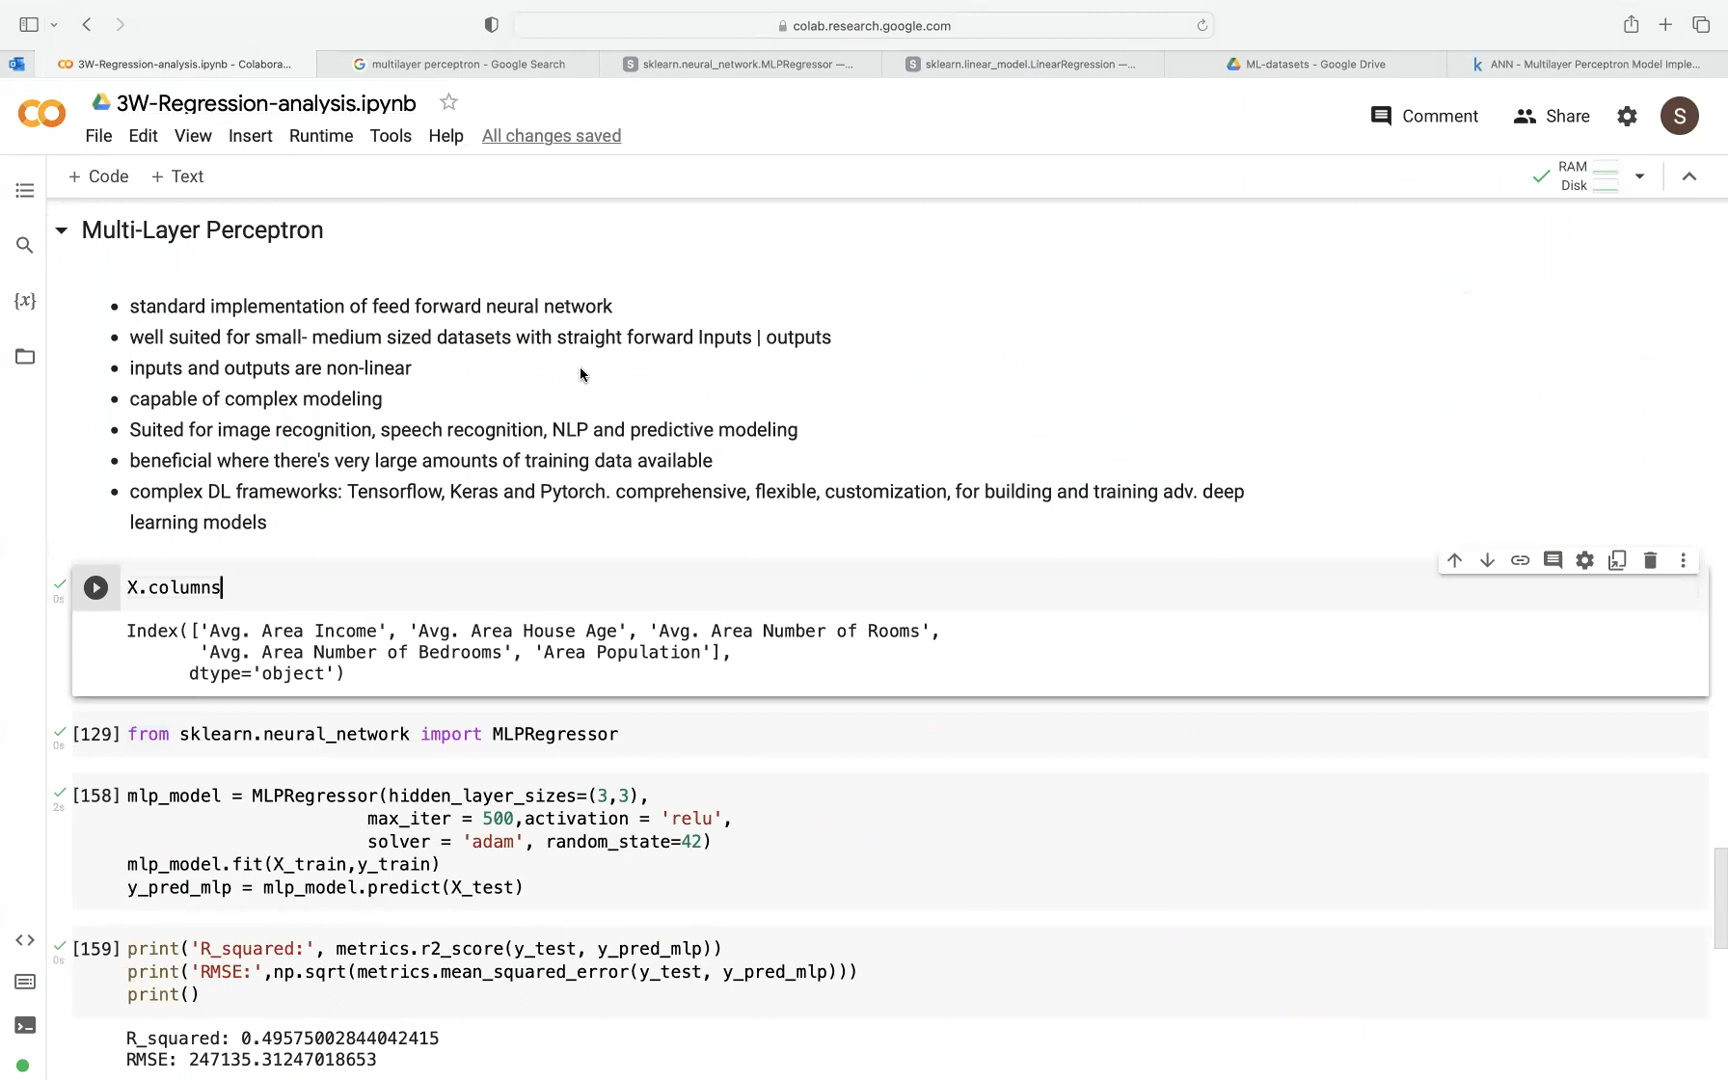 colab.research.google.com
3W-Regression-analysis.ipynb - Colabora...
multilayer perceptron - Google Search
sklearn.neural_network.MLPRegressor —...
sklearn.linear_model.LinearRegression —...
ML-datasets - Google Drive
ANN - Multilayer Perceptron Model Imple...
3W-Regression-analysis.ipynb
Comment
Share
S
File Edit View Insert Runtime Tools Help All changes saved
+ Code + Text
RAM
Disk
Multi-Layer Perceptron
• standard implementation of feed forward neural network
• well suited for small- medium sized datasets with straight forward Inputs | outputs
• inputs and outputs are non-linear
• capable of complex modeling
• Suited for image recognition, speech recognition, NLP and predictive modeling
• beneficial where there's very large amounts of training data available
• complex DL frameworks: Tensorflow, Keras and Pytorch. comprehensive, flexible, customization, for building and training adv. deep
learning models
0s
X.columns
Index(['Avg. Area Income', 'Avg. Area House Age', 'Avg. Area Number of Rooms',
'Avg. Area Number of Bedrooms', 'Area Population'],
dtype='object')
0s
[129] from sklearn.neural_network import MLPRegressor
2s
[158] mlp_model = MLPRegressor(hidden_layer_sizes=(3,3),
max_iter = 500,activation = 'relu',
solver = 'adam', random_state=42)
mlp_model.fit(X_train,y_train)
y_pred_mlp = mlp_model.predict(X_test)
0s
[159] print('R_squared:', metrics.r2_score(y_test, y_pred_mlp))
print('RMSE:',np.sqrt(metrics.mean_squared_error(y_test, y_pred_mlp)))
print()
R_squared: 0.49575002844042415
RMSE: 247135.31247018653